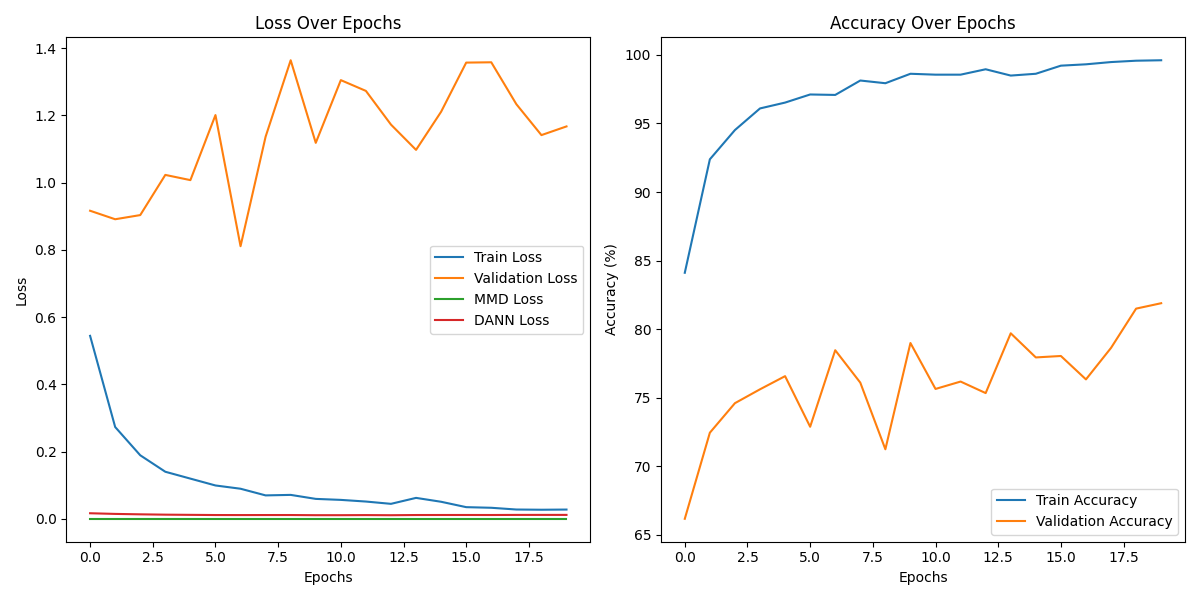 Loss Over Epochs
1.4
1.2
1.0
0.8
0.6
0.4
0.2
0.0
Loss
Train Loss
Validation Loss
MMD Loss
DANN Loss
0.0 2.5 5.0 7.5 10.0 12.5 15.0 17.5
Epochs
Accuracy Over Epochs
100
95
90
85
80
75
70
65
Accuracy (%)
Train Accuracy
Validation Accuracy
0.0 2.5 5.0 7.5 10.0 12.5 15.0 17.5
Epochs